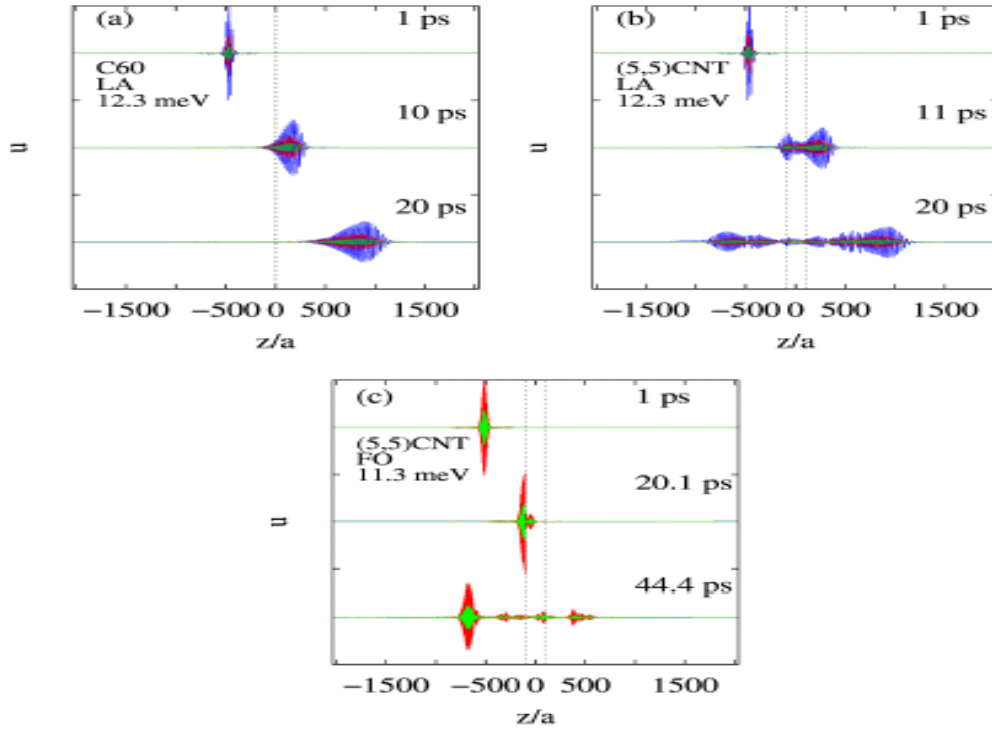 (a)
1 ps
C60
LA
12.3 meV
10 ps
20 ps
u
−1500 −500 0 500 1500
z/a
(b)
1 ps
(5,5)CNT
LA
12.3 meV
11 ps
20 ps
u
−1500 −500 0 500 1500
z/a
(c)
1 ps
(5,5)CNT
FO
11.3 meV
20.1 ps
44.4 ps
u
−1500 −500 0 500 1500
z/a